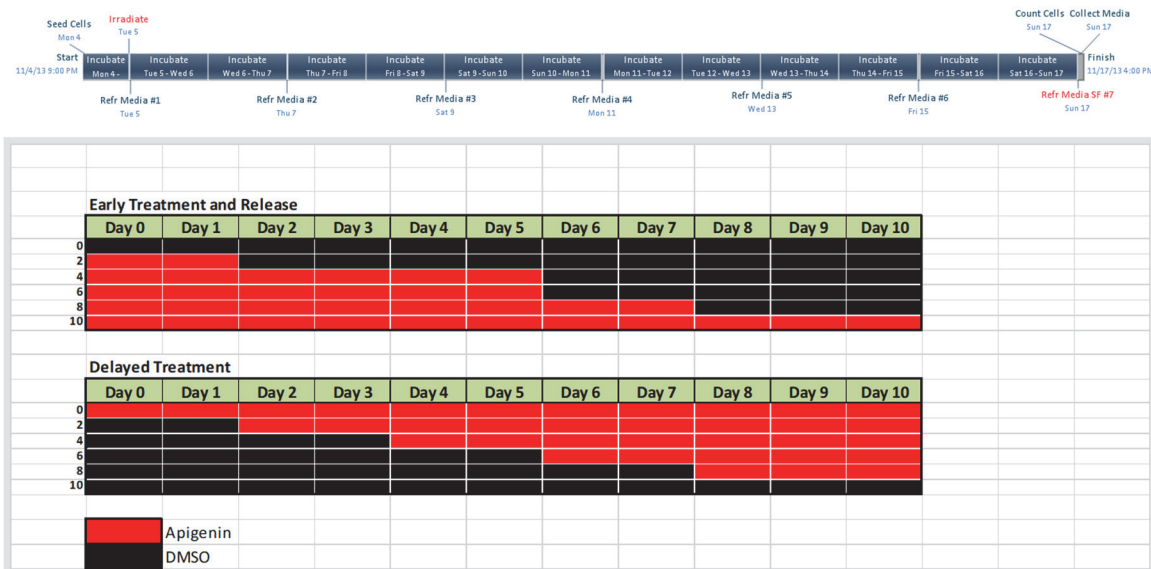 Count Cells Collect Media
Seed Cells Irradiate Sun 17 Sun 17
Mon 4 Tue 5
Start Incubate Incubate Incubate Incubate Incubate Incubate Incubate Incubate Incubate Incubate Incubate Incubate Incubate Finish
11/4/13 9:00 PM Mon 4 - Tue 5 - Wed 6 Wed 6 - Thu 7 Thu 7 - Fri 8 Fri 8 - Sat 9 Sat 9 - Sun 10 Sun 10 - Mon 11 Mon 11 - Tue 12 Tue 12 - Wed 13 Wed 13 - Thu 14 Thu 14 - Fri 15 Fri 15 - Sat 16 Sat 16 - Sun 17 11/17/13 4:00 PM
Refr Media #1 Refr Media #2 Refr Media #3 Refr Media #4 Refr Media #5 Refr Media #6 Refr Media SF #7
Tue 5 Thu 7 Sat 9 Mon 11 Wed 13 Fri 15 Sun 17
Early Treatment and Release
Day 0 Day 1 Day 2 Day 3 Day 4 Day 5 Day 6 Day 7 Day 8 Day 9 Day 10
0
2
4
6
8
10
Delayed Treatment
Day 0 Day 1 Day 2 Day 3 Day 4 Day 5 Day 6 Day 7 Day 8 Day 9 Day 10
0
2
4
6
8
10
Apigenin
DMSO